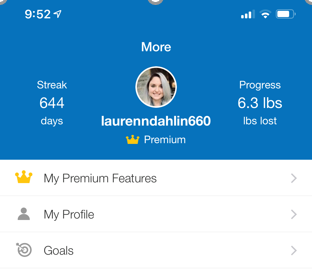 9:52
More
Streak
644
days
laurenndahlin660
Premium
Progress
6.3 lbs
lbs lost
My Premium Features
My Profile
Goals